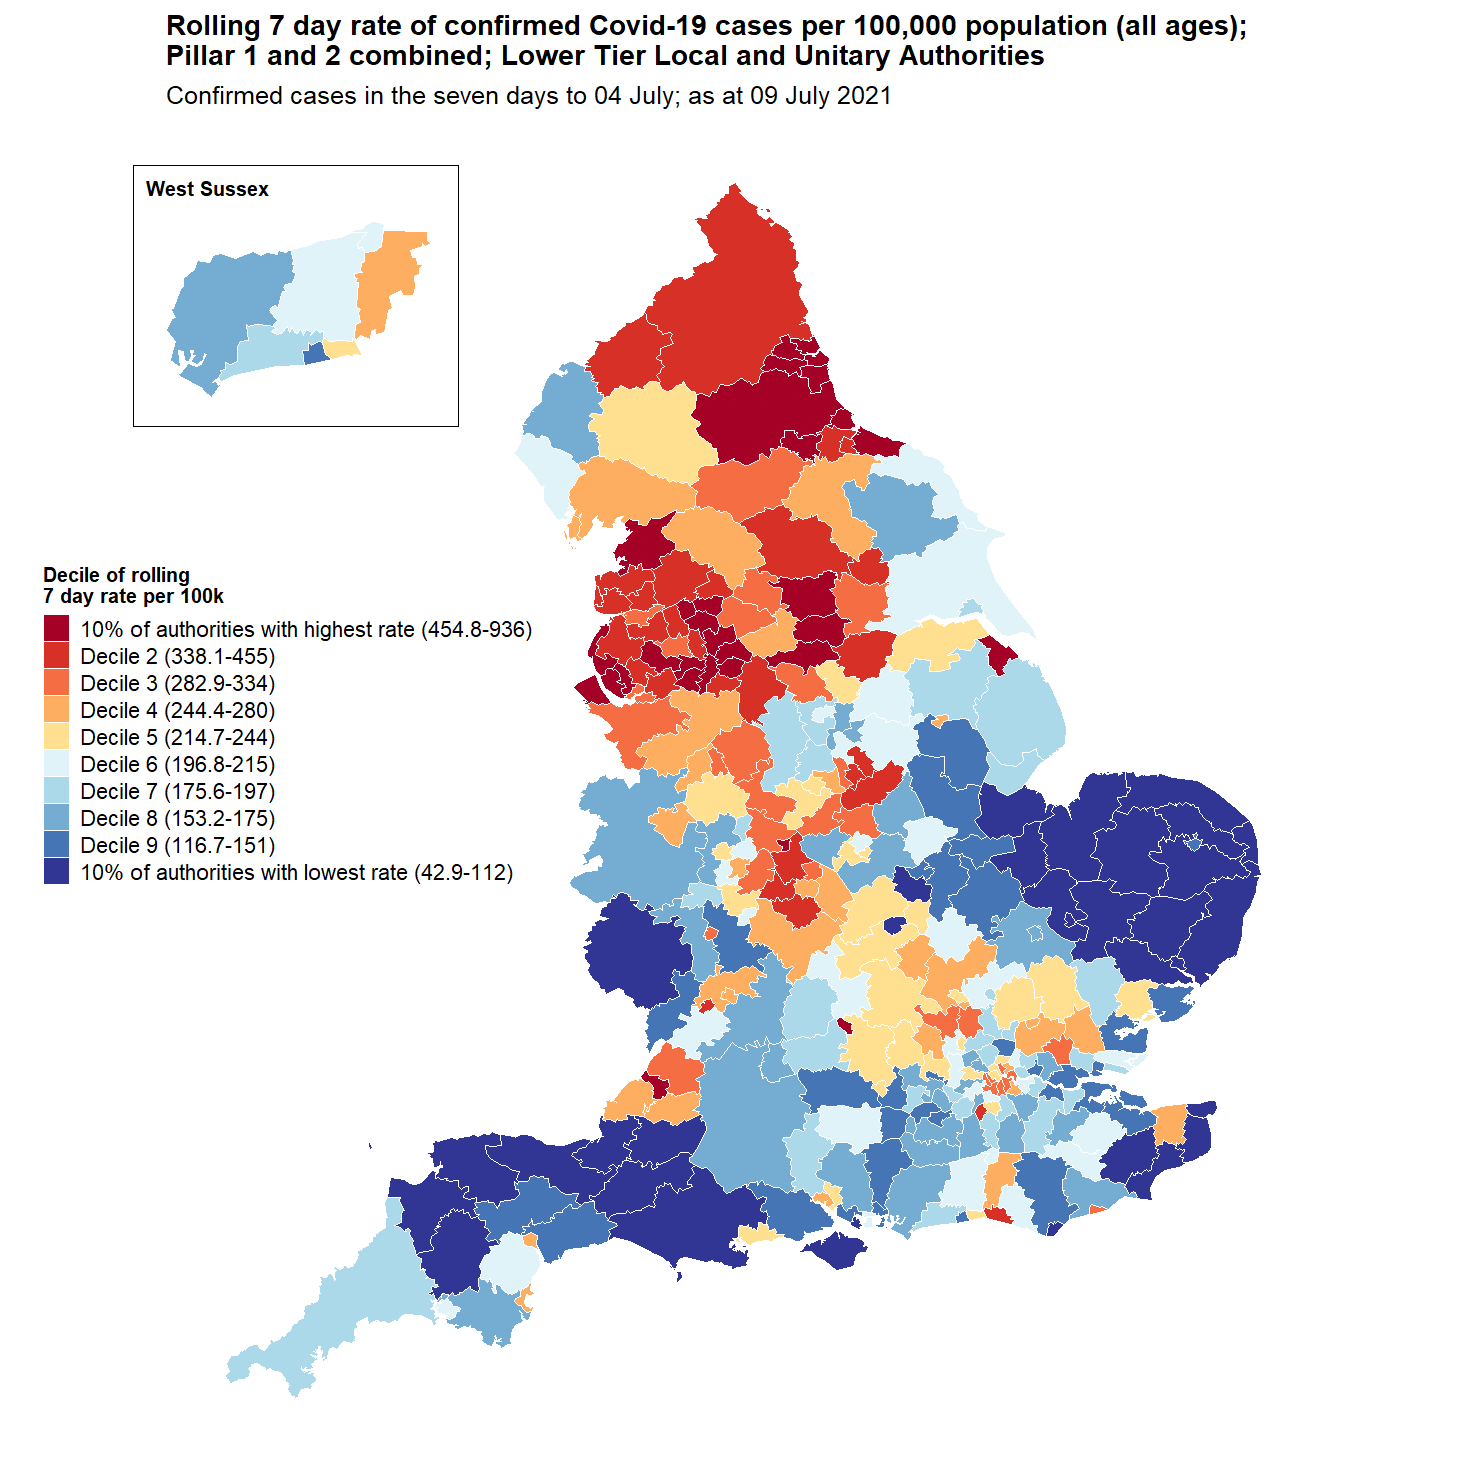 Rolling 7 day rate of confirmed Covid-19 cases per 100,000 population (all ages);
Pillar 1 and 2 combined; Lower Tier Local and Unitary Authorities
Confirmed cases in the seven days to 04 July; as at 09 July 2021
West Sussex
Decile of rolling
7 day rate per 100k
10% of authorities with highest rate (454.8-936)
Decile 2 (338.1-455)
Decile 3 (282.9-334)
Decile 4 (244.4-280)
Decile 5 (214.7-244)
Decile 6 (196.8-215)
Decile 7 (175.6-197)
Decile 8 (153.2-175)
Decile 9 (116.7-151)
10% of authorities with lowest rate (42.9-112)